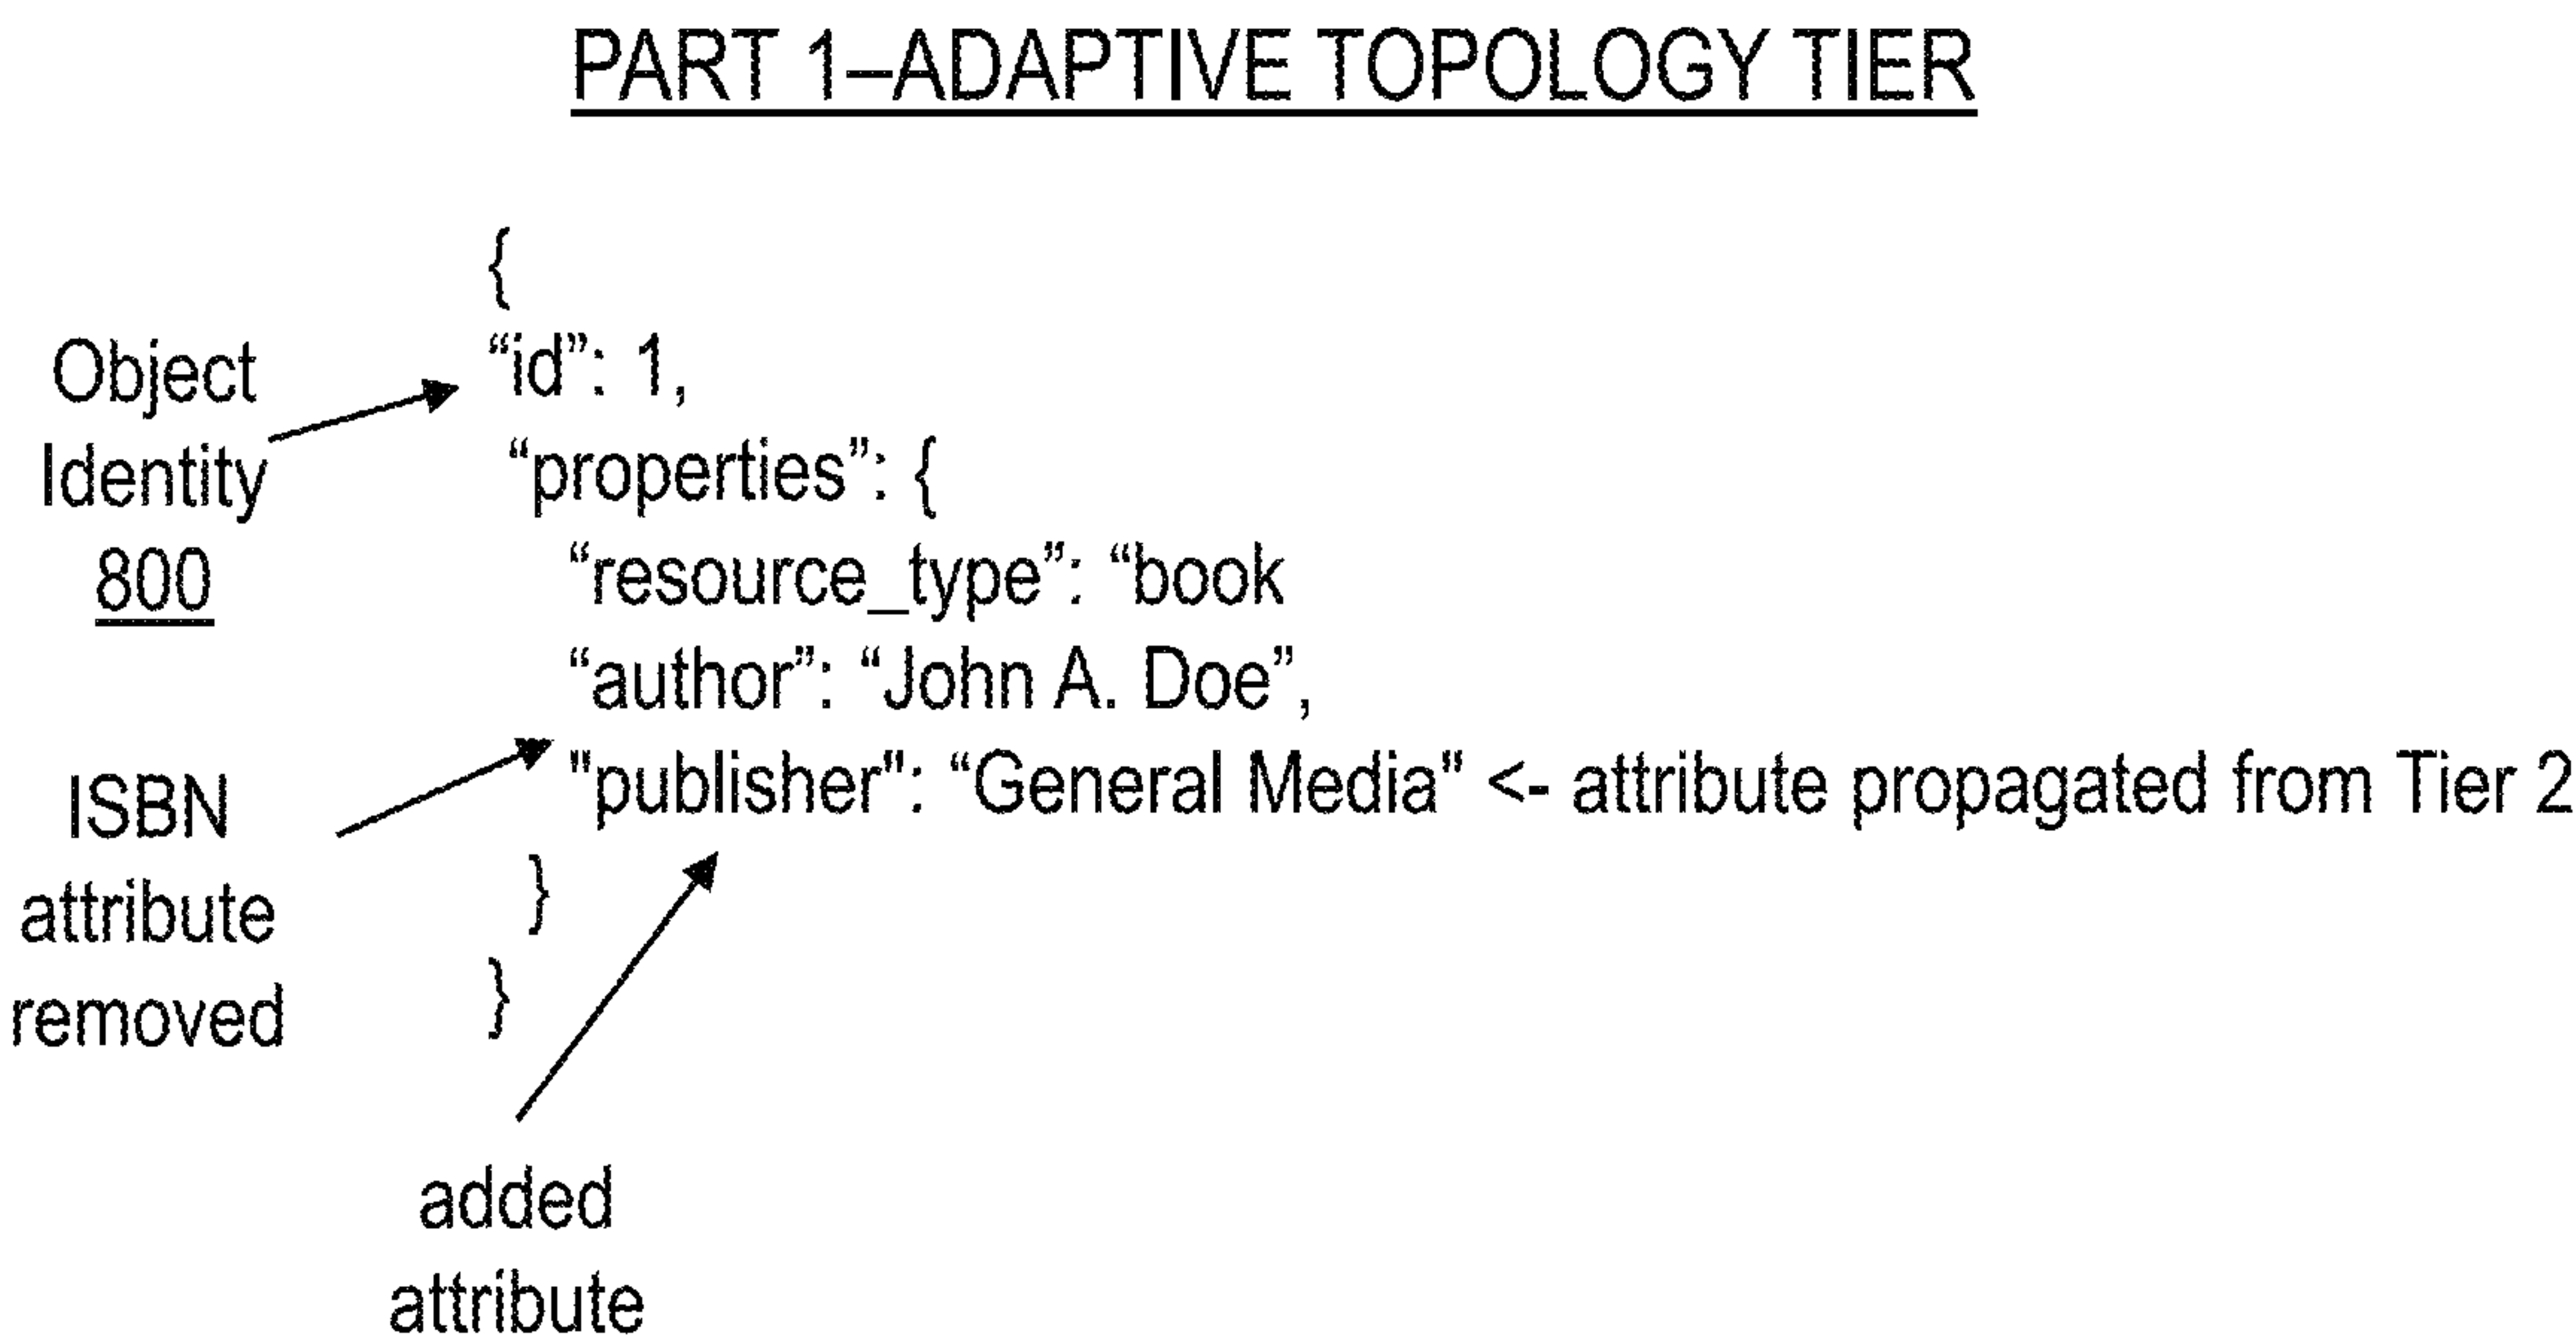 PART 1–ADAPTIVE TOPOLOGY TIER
{
Object
Identity
800
“id”: 1,
“properties”: {
“resource_type”: “book
“author”: “John A. Doe”,
"publisher": “General Media" <- attribute propagated from Tier 2
}
}
ISBN
attribute
removed
added
attribute